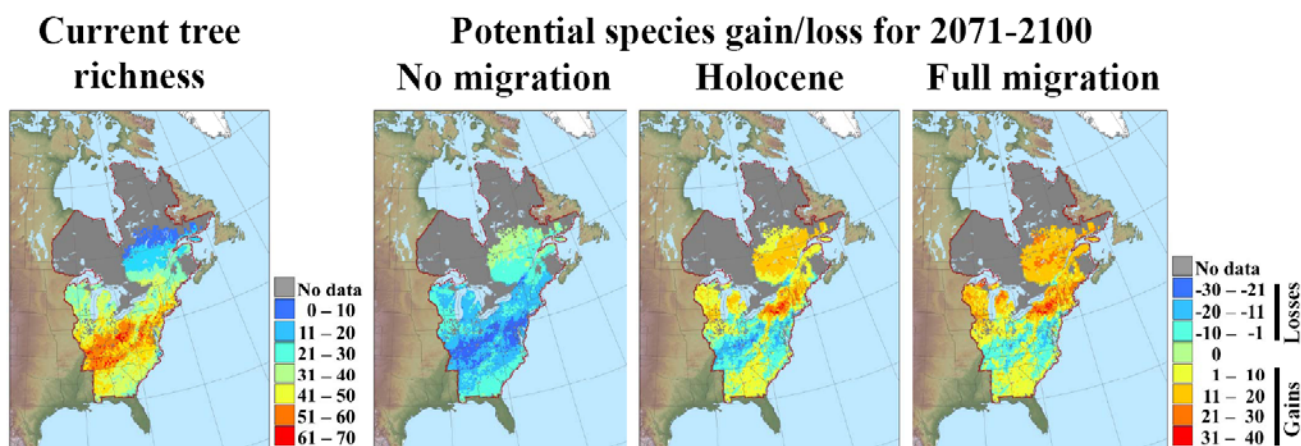 Current tree
richness
Potential species gain/loss for 2071-2100
No migration
Holocene
Full migration
No data
0 – 10
11 – 20
21 – 30
31 – 40
41 – 50
51 – 60
61 – 70
No data
-30 – -21
-20 – -11
-10 – -1
0
1 – 10
11 – 20
21 – 30
31 – 40
Losses
Gains